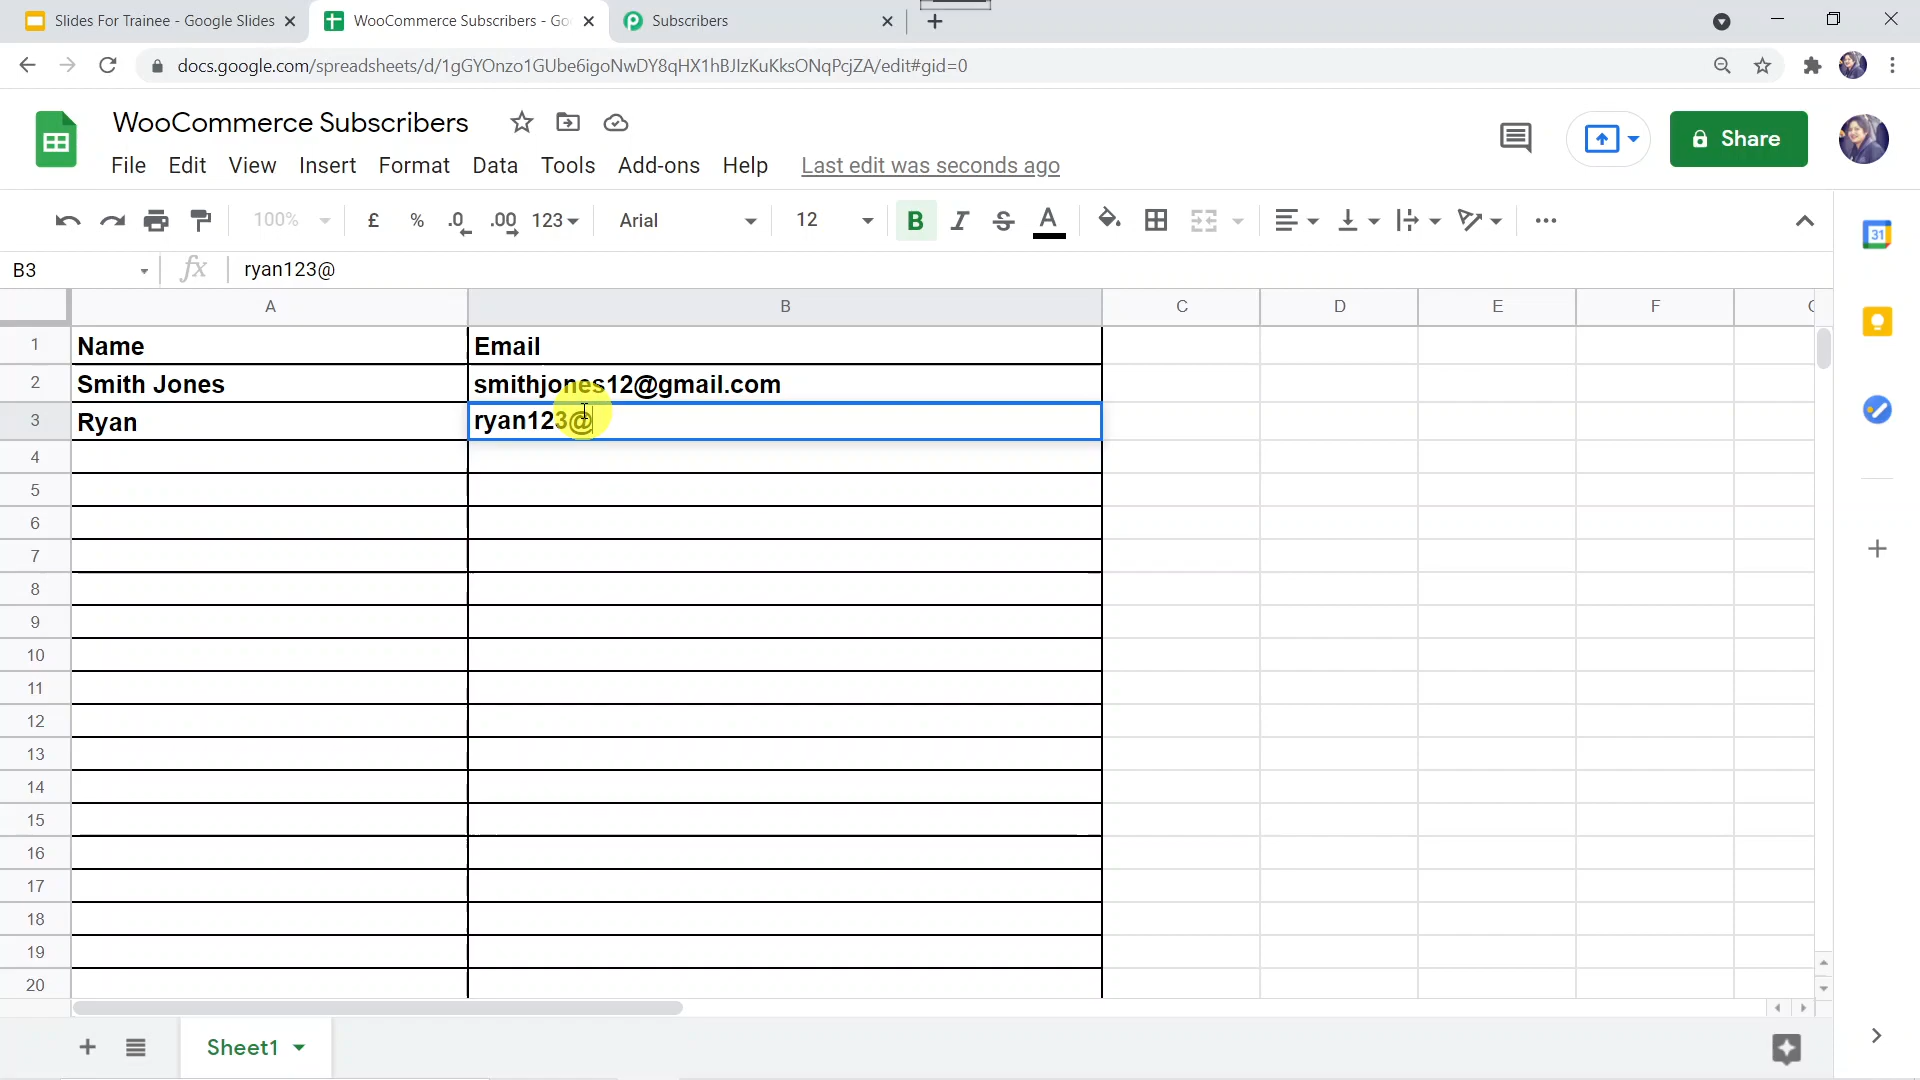 Slides For Trainee - Google Slides
WooCommerce Subscribers - Go
Subscribers
docs.google.com/spreadsheets/d/1gGYOnzo1GUbe6igoNwDY8qHX1hBJIzKuKksONqPcjZA/edit#gid=0
WooCommerce Subscribers
Share
File Edit View Insert Format Data Tools Add-ons Help Last edit was seconds ago
100% £ % .0 .00 123 Arial 12 B I S A
31
B3 fx ryan123@
A B C D E F
1 Name Email
2 Smith Jones smithjones12@gmail.com
3 Ryan ryan123@
4
5
6
7
8
9
10
11
12
13
14
15
16
17
18
19
20
Sheet1